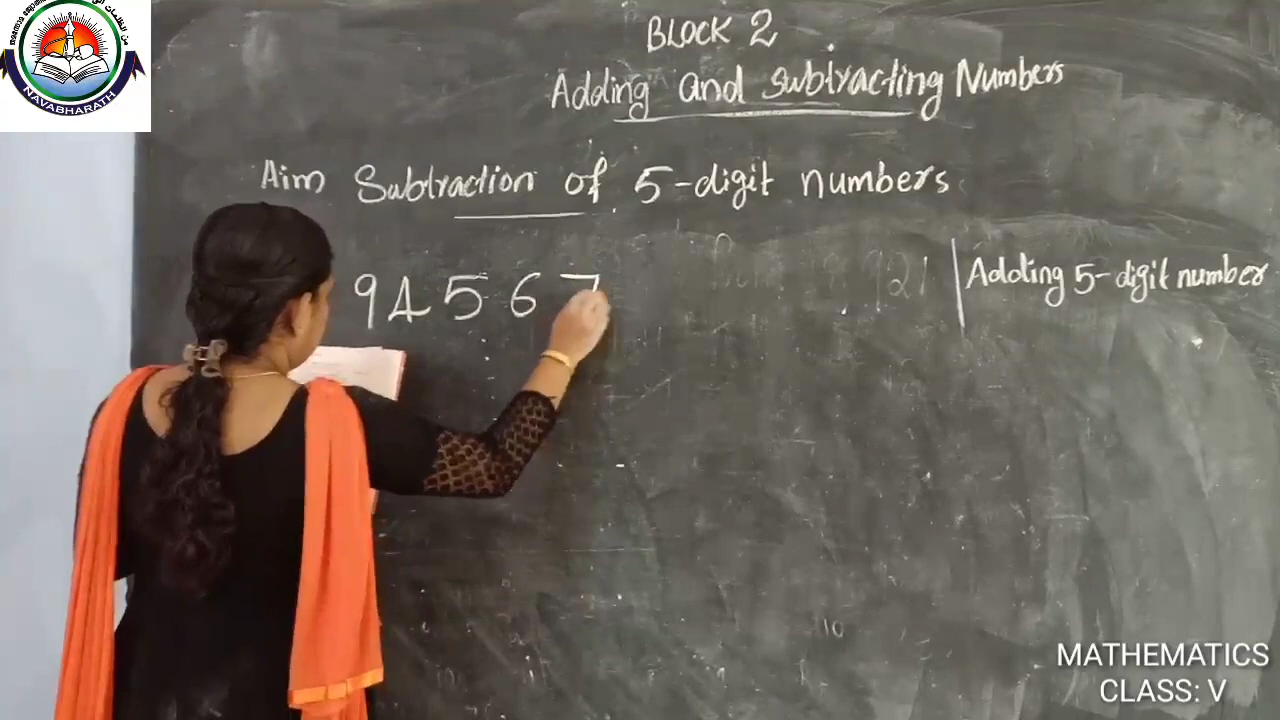 NAVABHARATH
BLOCK 2
Adding and subtracting Numbers
Aim Subtraction of 5-digit numbers
94567
921
Adding 5-digit number
MATHEMATICS
CLASS: V